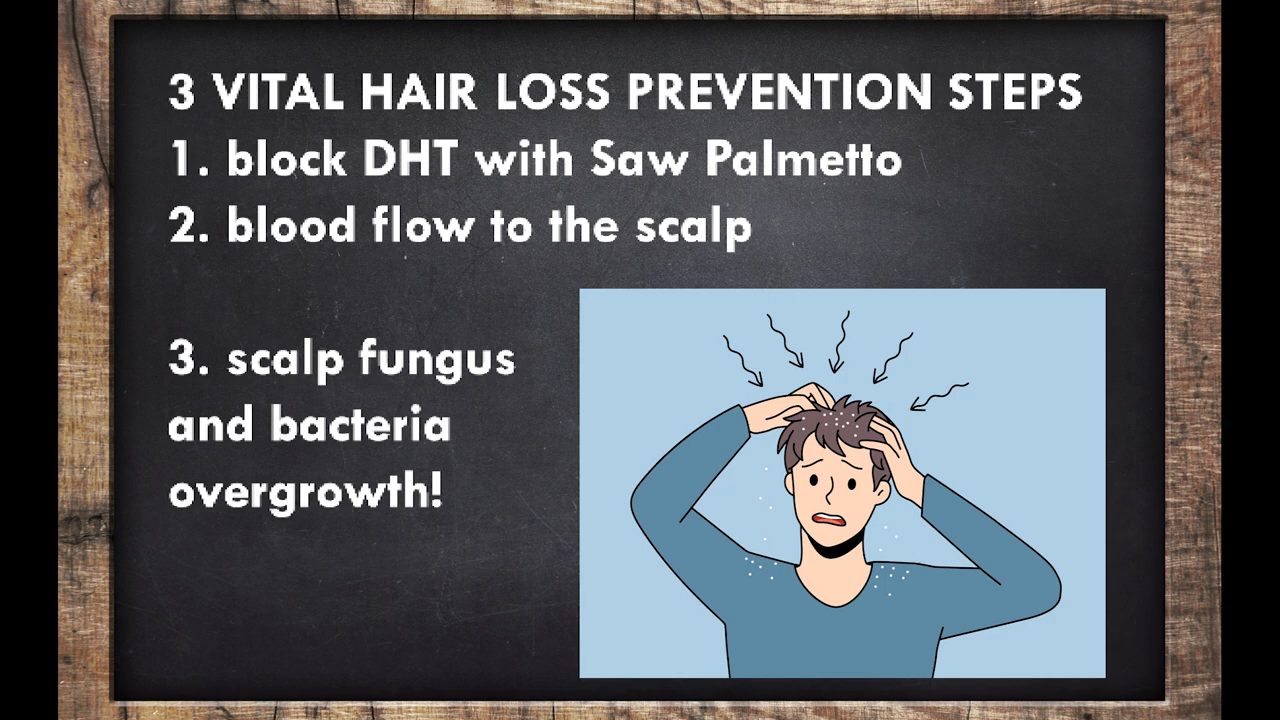 3 VITAL HAIR LOSS PREVENTION STEPS
1. block DHT with Saw Palmetto
2. blood flow to the scalp
3. scalp fungus
and bacteria
overgrowth!